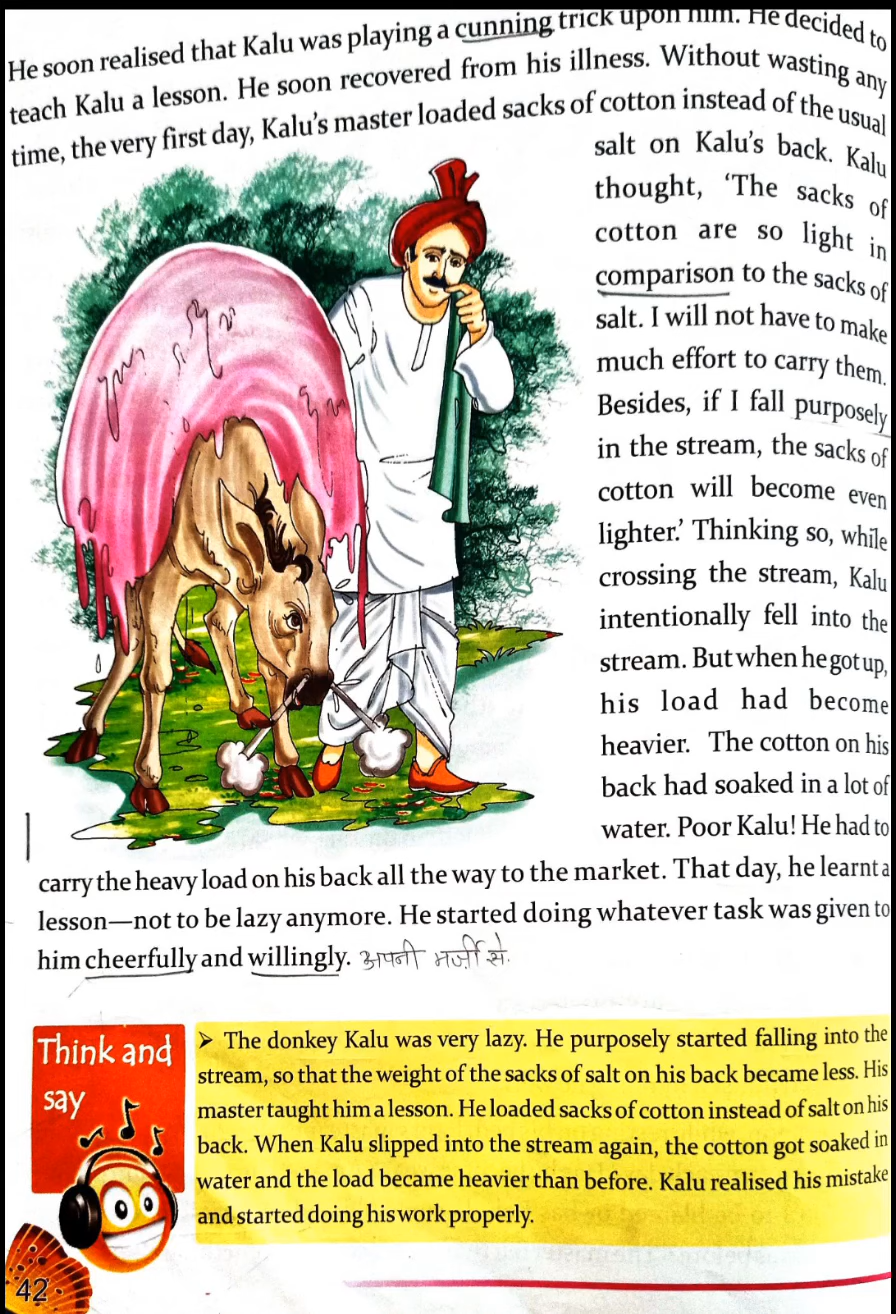 He soon realised that Kalu was playing a cunning trick upon him. He decided to
teach Kalu a lesson. He soon recovered from his illness. Without wasting any
time, the very first day, Kalu's master loaded sacks of cotton instead of the usual
salt on Kalu's back. Kalu
thought, 'The sacks of
cotton are so light in
comparison to the sacks of
salt. I will not have to make
much effort to carry them.
Besides, if I fall purposely
in the stream, the sacks of
cotton will become even
lighter.' Thinking so, while
crossing the stream, Kalu
intentionally fell into the
stream. But when he got up,
his load had become
heavier. The cotton on his
back had soaked in a lot of
water. Poor Kalu! He had to
carry the heavy load on his back all the way to the market. That day, he learnt a
lesson—not to be lazy anymore. He started doing whatever task was given to
him cheerfully and willingly. अपनी मर्ज़ी से.
Think and
say
➤ The donkey Kalu was very lazy. He purposely started falling into the
stream, so that the weight of the sacks of salt on his back became less. His
master taught him a lesson. He loaded sacks of cotton instead of salt on his
back. When Kalu slipped into the stream again, the cotton got soaked in
water and the load became heavier than before. Kalu realised his mistake
and started doing his work properly.
42